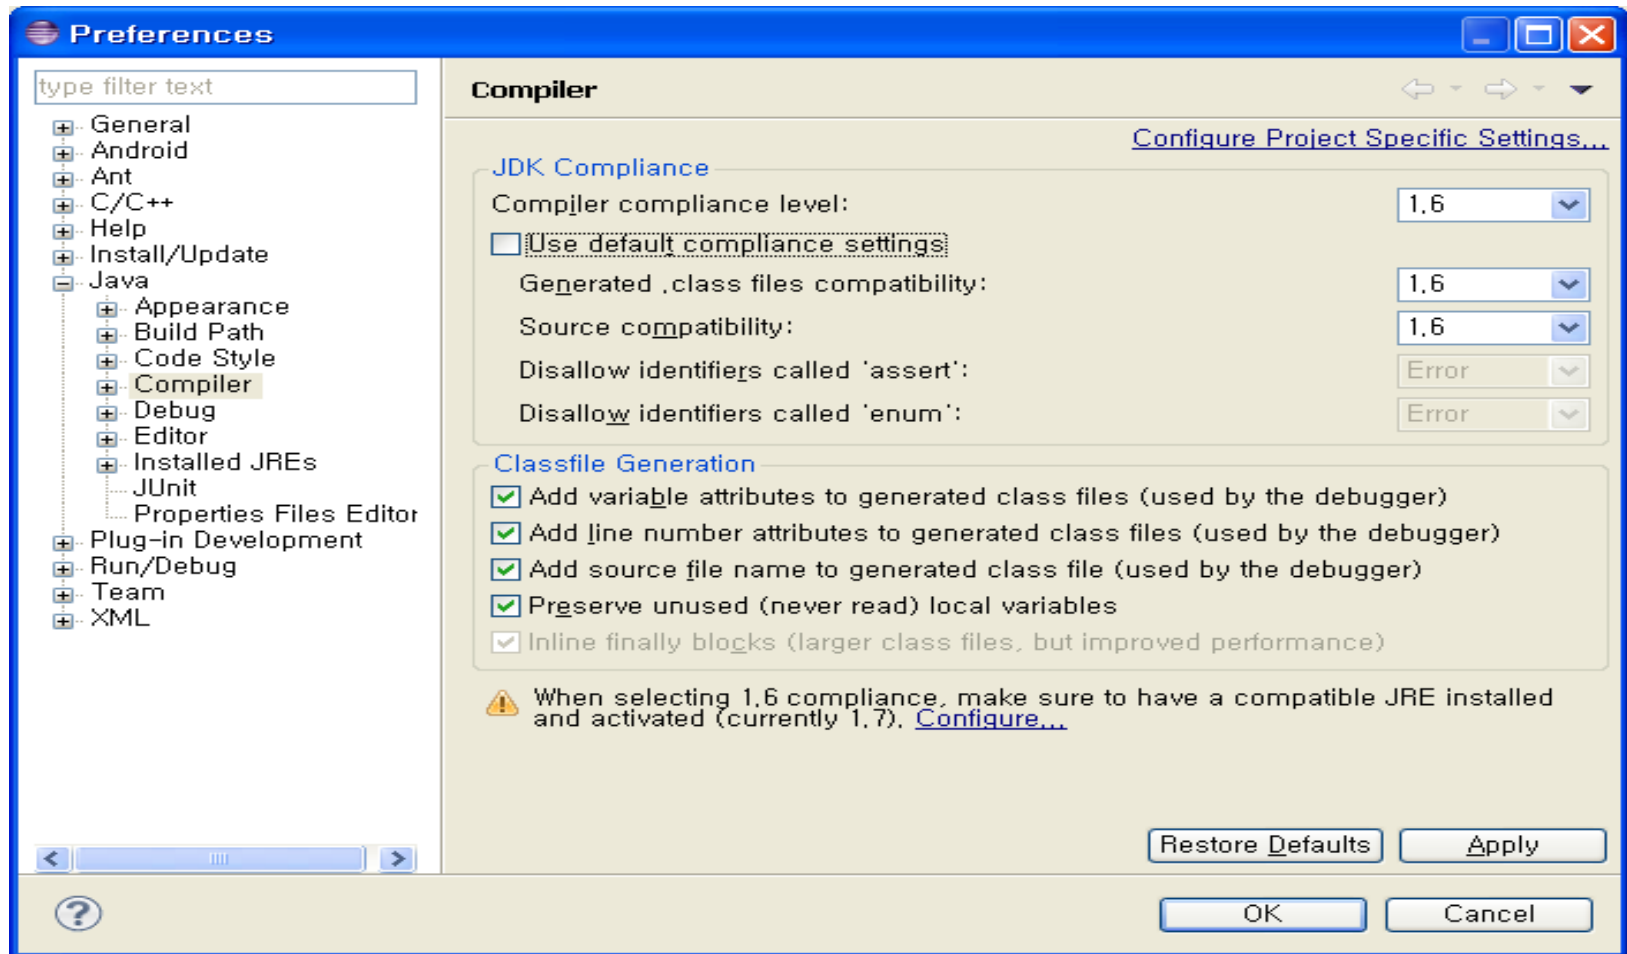 Preferences
type filter text
General
Android
Ant
C/C++
Help
Install/Update
Java
Appearance
Build Path
Code Style
Compiler
Debug
Editor
Installed JREs
JUnit
Properties Files Editor
Plug-in Development
Run/Debug
Team
XML
Compiler
Configure Project Specific Settings...
JDK Compliance
Compiler compliance level: 1.6
Use default compliance settings
Generated .class files compatibility: 1.6
Source compatibility: 1.6
Disallow identifiers called 'assert': Error
Disallow identifiers called 'enum': Error
Classfile Generation
Add variable attributes to generated class files (used by the debugger)
Add line number attributes to generated class files (used by the debugger)
Add source file name to generated class file (used by the debugger)
Preserve unused (never read) local variables
Inline finally blocks (larger class files, but improved performance)
When selecting 1.6 compliance, make sure to have a compatible JRE installed
and activated (currently 1.7). Configure...
Restore Defaults Apply
? OK Cancel